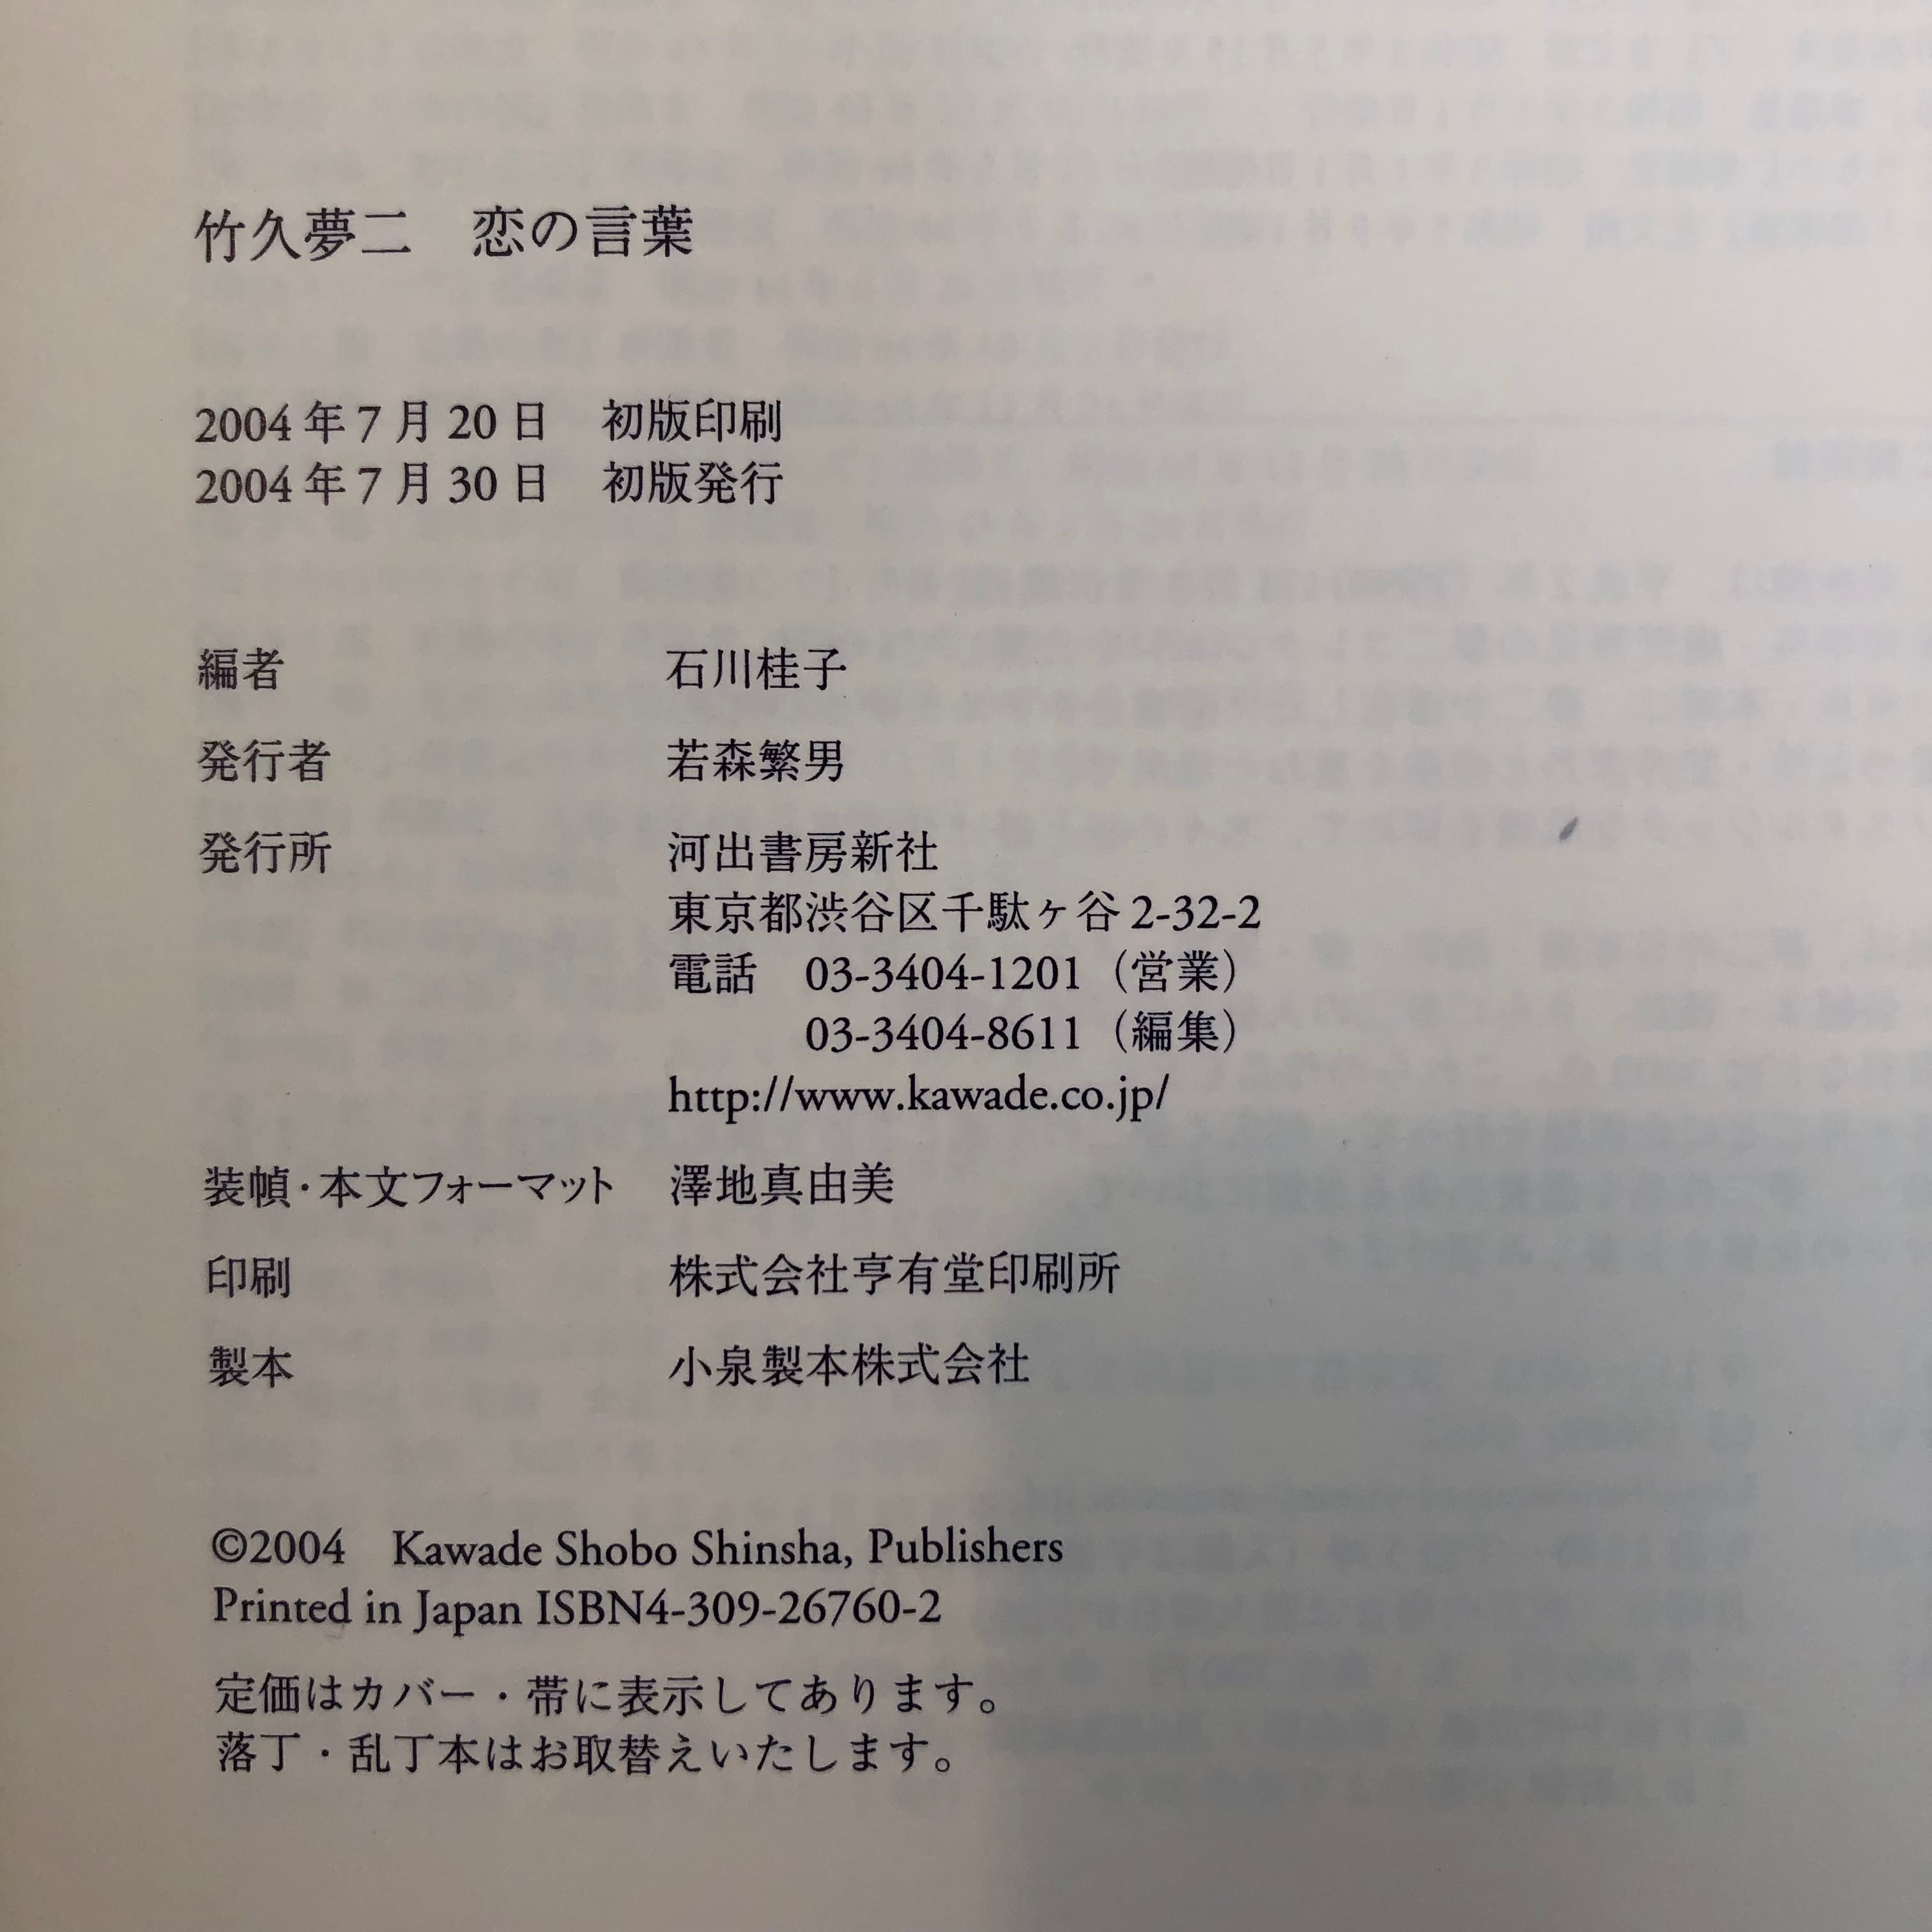 竹久夢二　恋の言葉
2004年7月20日　初版印刷
2004年7月30日　初版発行
編者　石川桂子
発行者　若森繁男
発行所　河出書房新社
東京都渋谷区千駄ヶ谷2-32-2
電話　03-3404-1201（営業）
03-3404-8611（編集）
http://www.kawade.co.jp/
装幀・本文フォーマット　澤地真由美
印刷　株式会社亨有堂印刷所
製本　小泉製本株式会社
©2004　Kawade Shobo Shinsha, Publishers
Printed in Japan ISBN4-309-26760-2
定価はカバー・帯に表示してあります。
落丁・乱丁本はお取替えいたします。